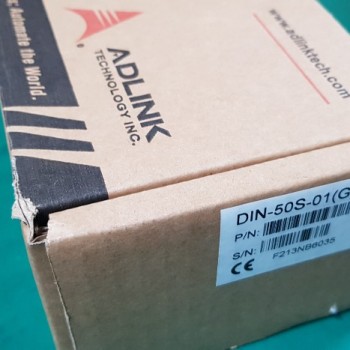 : Automate the World.
ADLINK
TECHNOLOGY INC.
www.adlinktech.com
DIN-50S-01(G
P/N:
S/N:
F213NB6035
CE